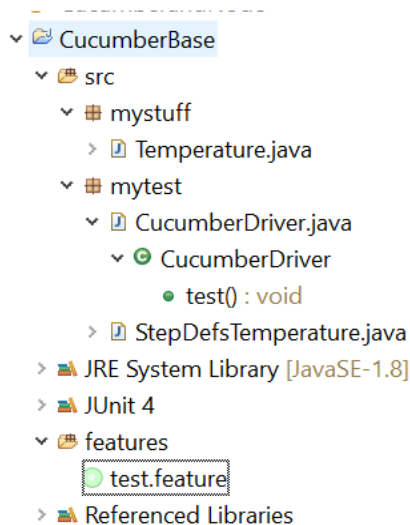 CucumberBase
src
mystuff
Temperature.java
mytest
CucumberDriver.java
CucumberDriver
test() : void
StepDefsTemperature.java
JRE System Library [JavaSE-1.8]
JUnit 4
features
test.feature
Referenced Libraries